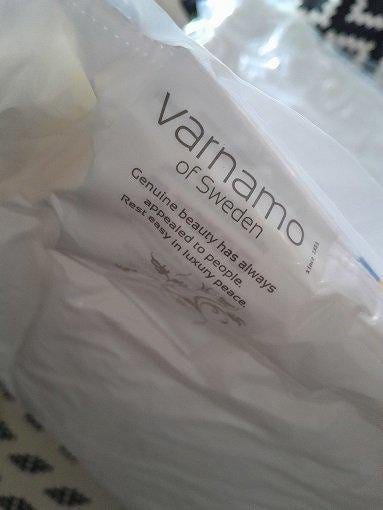 varnamo
of Sweden
Genuine beauty has always
appealed to people.
Rest easy in luxury peace.